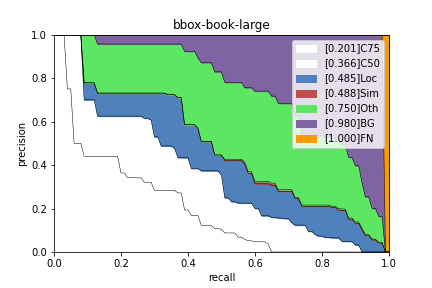 bbox-book-large
1.0
0.8
0.6
0.4
0.2
0.0
precision
[0.201]C75
[0.366]C50
[0.485]Loc
[0.488]Sim
[0.750]Oth
[0.980]BG
[1.000]FN
0.0 0.2 0.4 0.6 0.8 1.0
recall